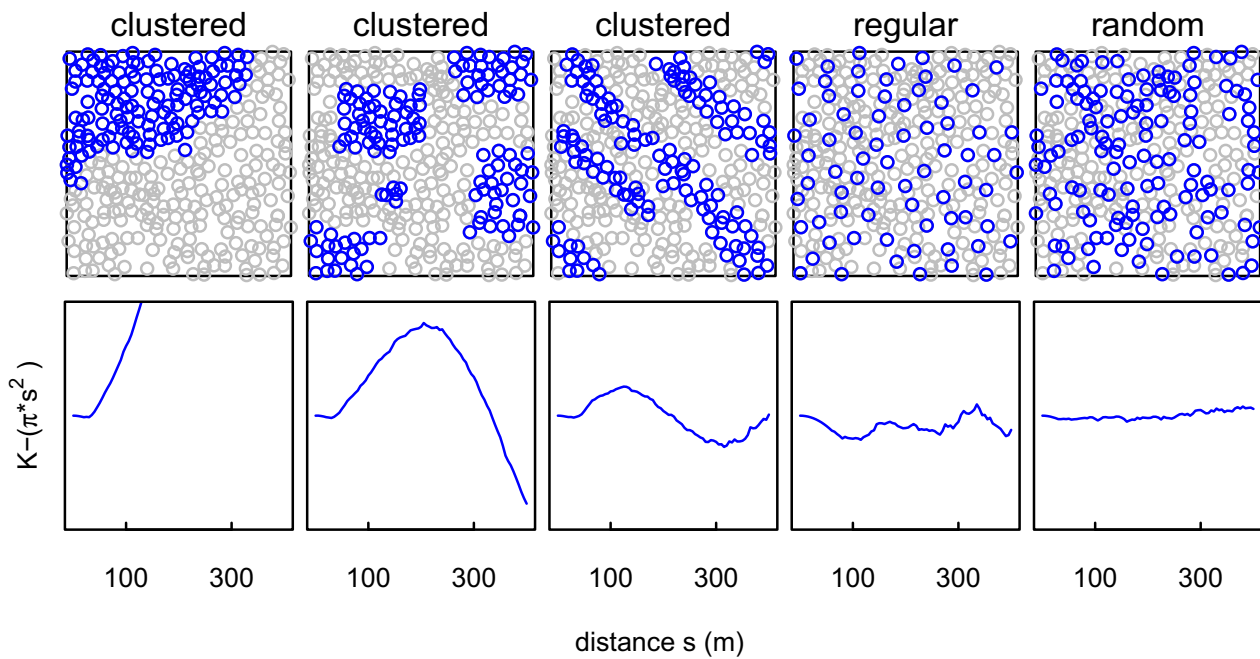 clustered clustered clustered regular random
K−(π*s²)
100 300 100 300 100 300 100 300 100 300
distance s (m)